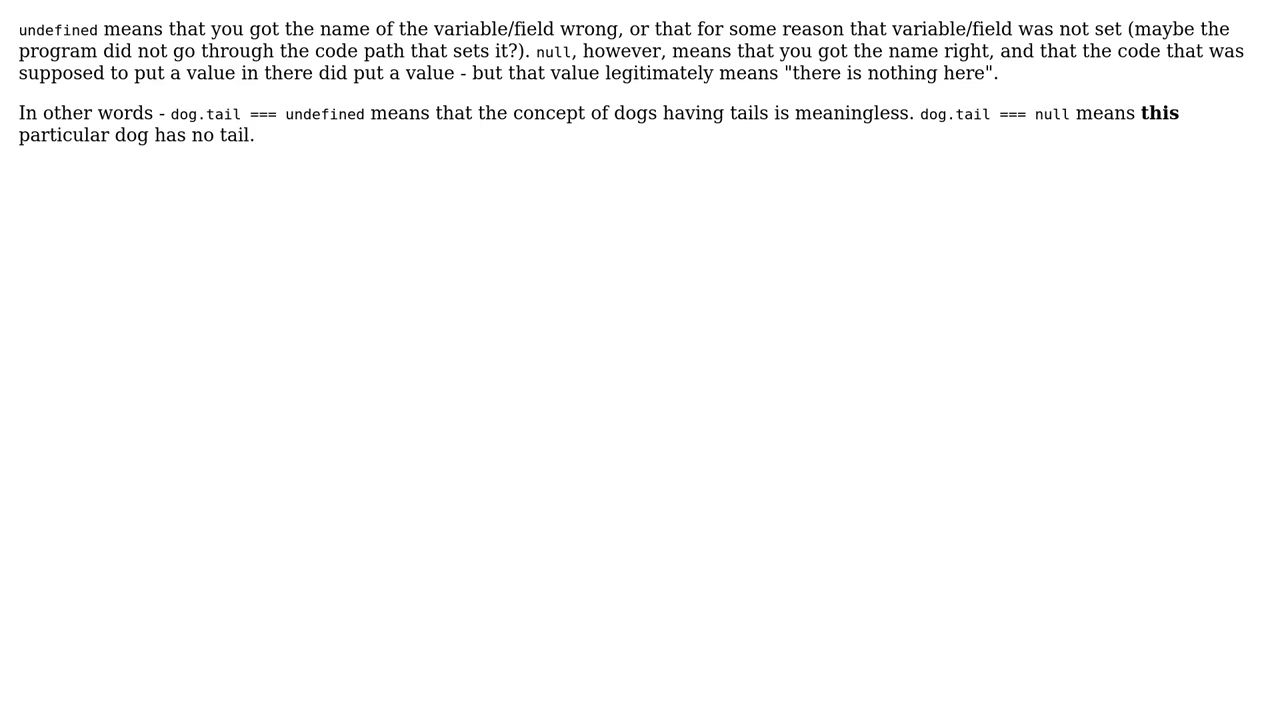 undefined means that you got the name of the variable/field wrong, or that for some reason that variable/field was not set (maybe the
program did not go through the code path that sets it?). null, however, means that you got the name right, and that the code that was
supposed to put a value in there did put a value - but that value legitimately means "there is nothing here".
In other words - dog.tail === undefined means that the concept of dogs having tails is meaningless. dog.tail === null means this
particular dog has no tail.